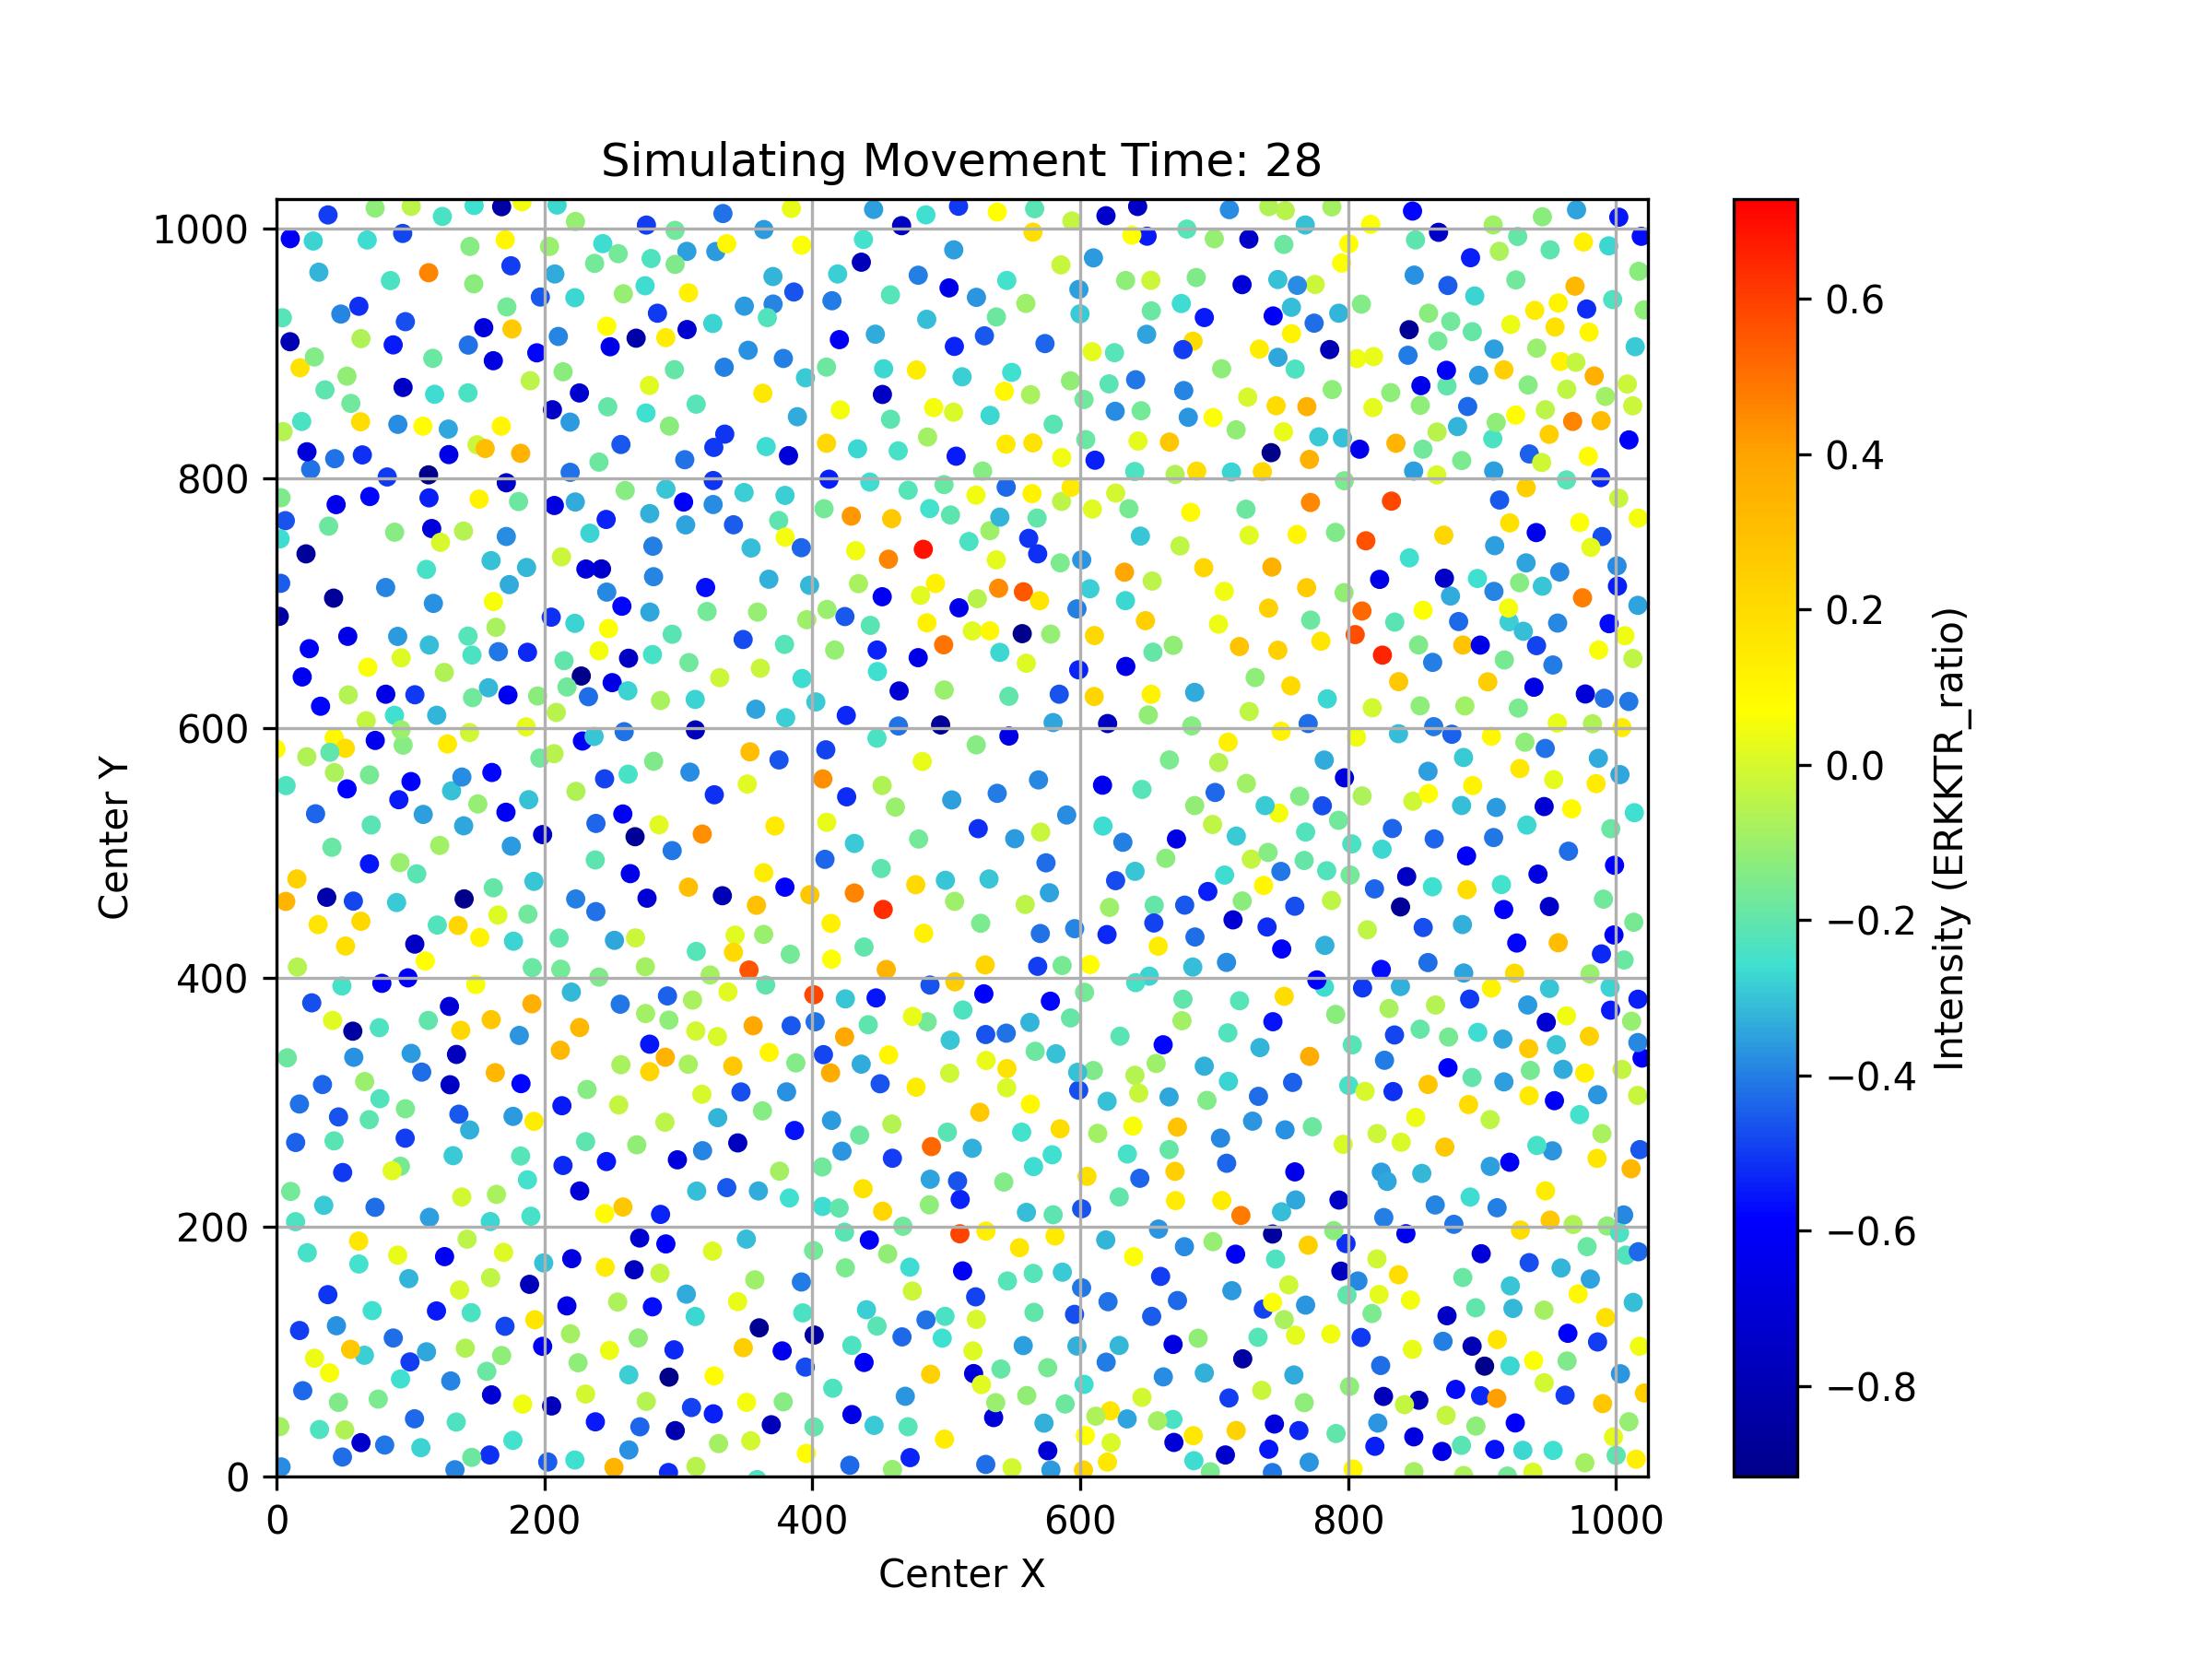 Simulating Movement Time: 28
1000
800
600
400
200
0
Center Y
0 200 400 600 800 1000
Center X
0.6
0.4
0.2
0.0
−0.2
−0.4
−0.6
−0.8
Intensity (ERKKTR_ratio)